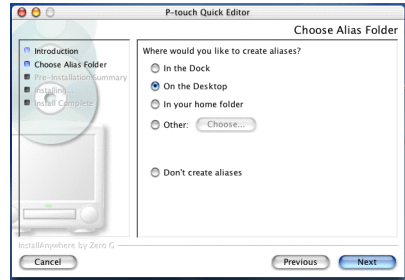 P-touch Quick Editor
Choose Alias Folder
Introduction
Choose Alias Folder
Pre-Installation Summary
Installing...
Install Complete
Where would you like to create aliases?
In the Dock
On the Desktop
In your home folder
Other: Choose...
Don't create aliases
InstallAnywhere by Zero G
Cancel Previous Next